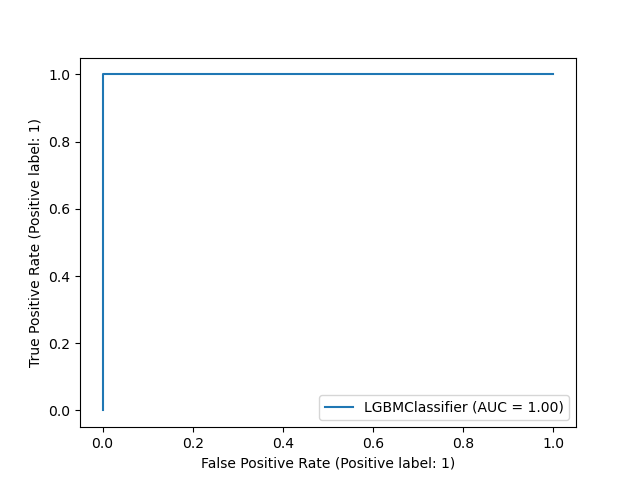 1.0
0.8
0.6
0.4
0.2
0.0
True Positive Rate (Positive label: 1)
LGBMClassifier (AUC = 1.00)
0.0 0.2 0.4 0.6 0.8 1.0
False Positive Rate (Positive label: 1)